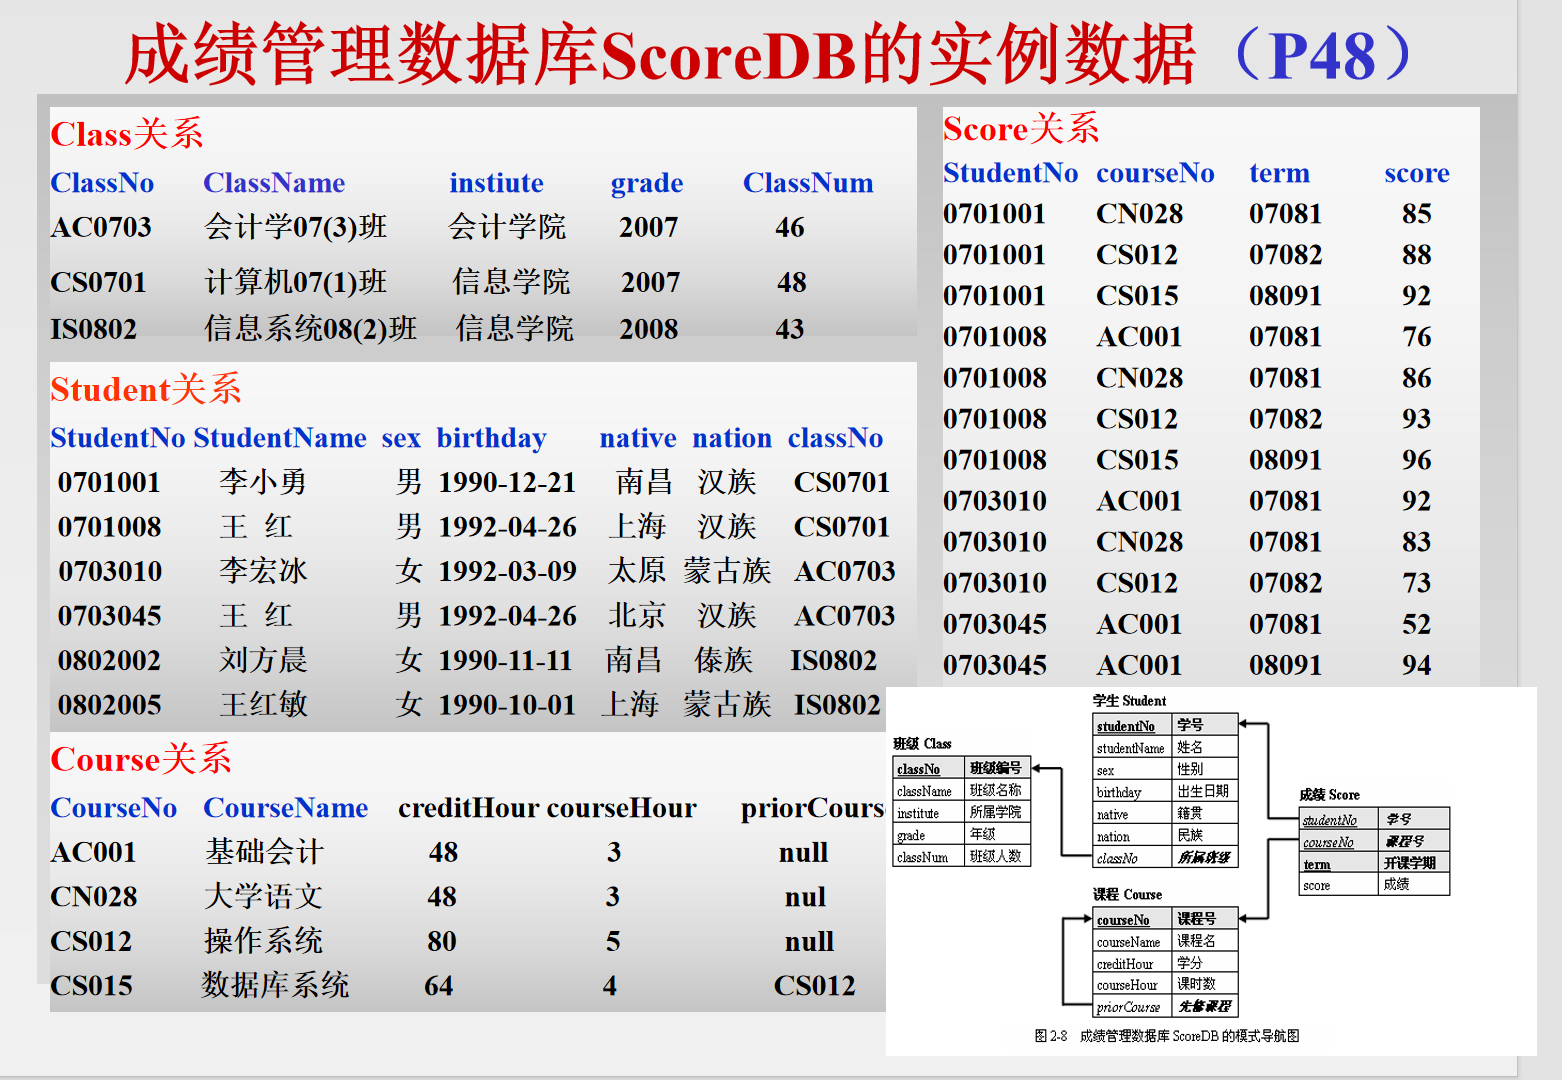 成绩管理数据库ScoreDB的实例数据（P48）
Class关系
ClassNo ClassName instiute grade ClassNum
AC0703 会计学07(3)班 会计学院 2007 46
CS0701 计算机07(1)班 信息学院 2007 48
IS0802 信息系统08(2)班 信息学院 2008 43
Student关系
StudentNo StudentName sex birthday native nation classNo
0701001 李小勇 男 1990-12-21 南昌 汉族 CS0701
0701008 王 红 男 1992-04-26 上海 汉族 CS0701
0703010 李宏冰 女 1992-03-09 太原 蒙古族 AC0703
0703045 王 红 男 1992-04-26 北京 汉族 AC0703
0802002 刘方晨 女 1990-11-11 南昌 傣族 IS0802
0802005 王红敏 女 1990-10-01 上海 蒙古族 IS0802
Course关系
CourseNo CourseName creditHour courseHour priorCours
AC001 基础会计 48 3 null
CN028 大学语文 48 3 nul
CS012 操作系统 80 5 null
CS015 数据库系统 64 4 CS012
Score关系
StudentNo courseNo term score
0701001 CN028 07081 85
0701001 CS012 07082 88
0701001 CS015 08091 92
0701008 AC001 07081 76
0701008 CN028 07081 86
0701008 CS012 07082 93
0701008 CS015 08091 96
0703010 AC001 07081 92
0703010 CN028 07081 83
0703010 CS012 07082 73
0703045 AC001 07081 52
0703045 AC001 08091 94
班级 Class
classNo 班级编号
className 班级名称
institute 所属学院
grade 年级
classNum 班级人数
学生 Student
studentNo 学号
studentName 姓名
sex 性别
birthday 出生日期
native 籍贯
nation 民族
classNo 所属班级
课程 Course
courseNo 课程号
courseName 课程名
creditHour 学分
courseHour 课时数
priorCourse 先修课程
成绩 Score
studentNo 学号
courseNo 课程号
term 开课学期
score 成绩
图 2-8 成绩管理数据库 ScoreDB 的模式导航图